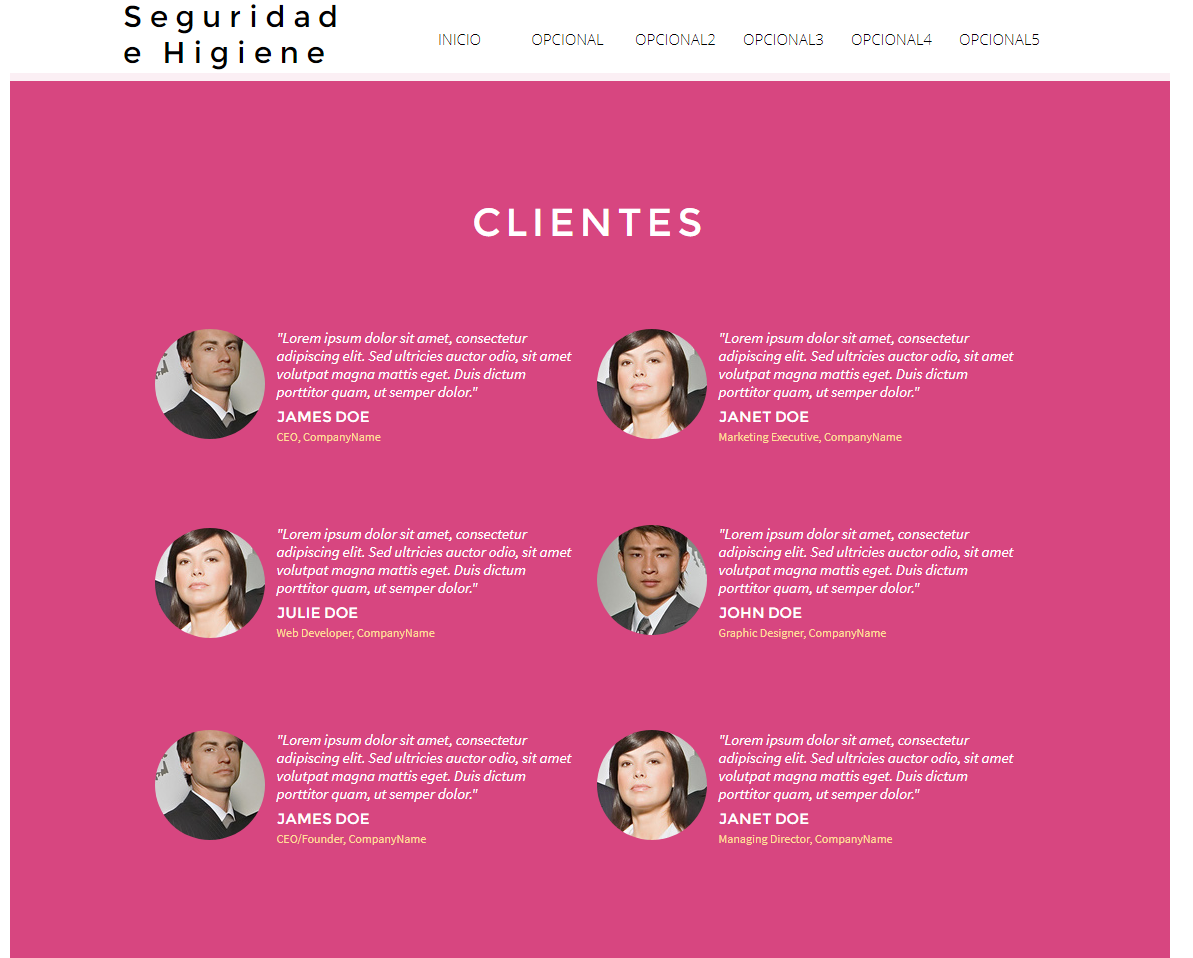 Seguridad
e Higiene
INICIO OPCIONAL OPCIONAL2 OPCIONAL3 OPCIONAL4 OPCIONAL5
CLIENTES
"Lorem ipsum dolor sit amet, consectetur
adipiscing elit. Sed ultricies auctor odio, sit amet
volutpat magna mattis eget. Duis dictum
porttitor quam, ut semper dolor."
JAMES DOE
CEO, CompanyName
"Lorem ipsum dolor sit amet, consectetur
adipiscing elit. Sed ultricies auctor odio, sit amet
volutpat magna mattis eget. Duis dictum
porttitor quam, ut semper dolor."
JANET DOE
Marketing Executive, CompanyName
"Lorem ipsum dolor sit amet, consectetur
adipiscing elit. Sed ultricies auctor odio, sit amet
volutpat magna mattis eget. Duis dictum
porttitor quam, ut semper dolor."
JULIE DOE
Web Developer, CompanyName
"Lorem ipsum dolor sit amet, consectetur
adipiscing elit. Sed ultricies auctor odio, sit amet
volutpat magna mattis eget. Duis dictum
porttitor quam, ut semper dolor."
JOHN DOE
Graphic Designer, CompanyName
"Lorem ipsum dolor sit amet, consectetur
adipiscing elit. Sed ultricies auctor odio, sit amet
volutpat magna mattis eget. Duis dictum
porttitor quam, ut semper dolor."
JAMES DOE
CEO/Founder, CompanyName
"Lorem ipsum dolor sit amet, consectetur
adipiscing elit. Sed ultricies auctor odio, sit amet
volutpat magna mattis eget. Duis dictum
porttitor quam, ut semper dolor."
JANET DOE
Managing Director, CompanyName